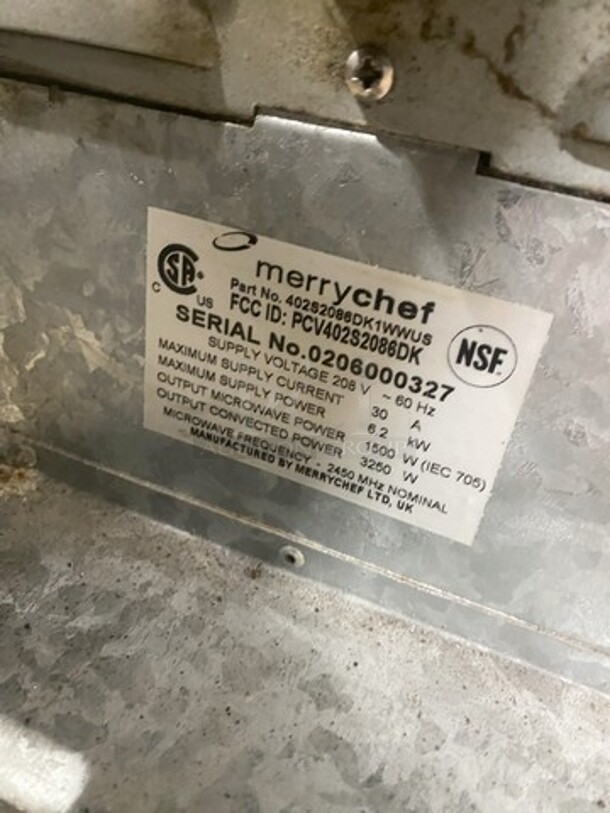 merrychef
Part No. 402S2086DK1WWUS
FCC ID: PCV402S2086DK
SERIAL No.0206000327
SUPPLY VOLTAGE 208 V ~ 60 Hz
MAXIMUM SUPPLY CURRENT 30 A
MAXIMUM SUPPLY POWER 6.2 kW
OUTPUT MICROWAVE POWER 1500 W (IEC 705)
OUTPUT CONVECTED POWER 3250 W
MICROWAVE FREQUENCY - 2450 MHz NOMINAL
MANUFACTURED BY MERRYCHEF LTD, UK
C SA US
NSF